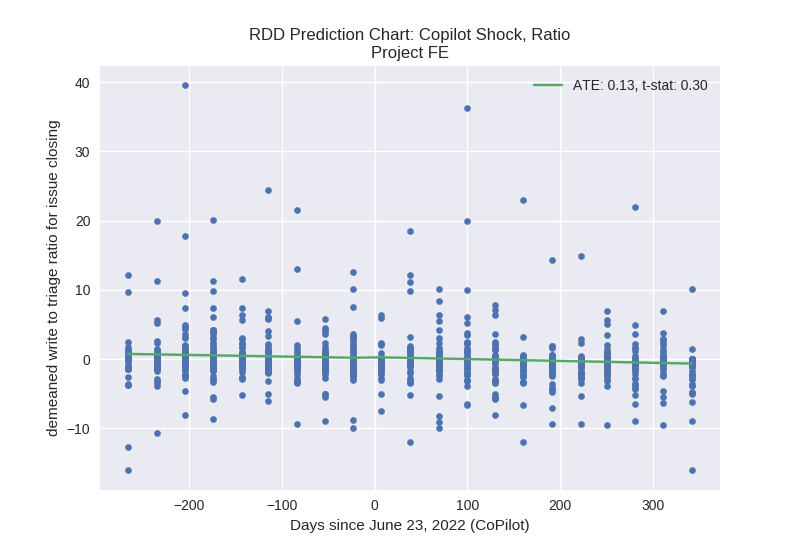 RDD Prediction Chart: Copilot Shock, Ratio
Project FE
ATE: 0.13, t-stat: 0.30
demeaned write to triage ratio for issue closing
40
30
20
10
0
−10
−200
−100
0
100
200
300
Days since June 23, 2022 (CoPilot)